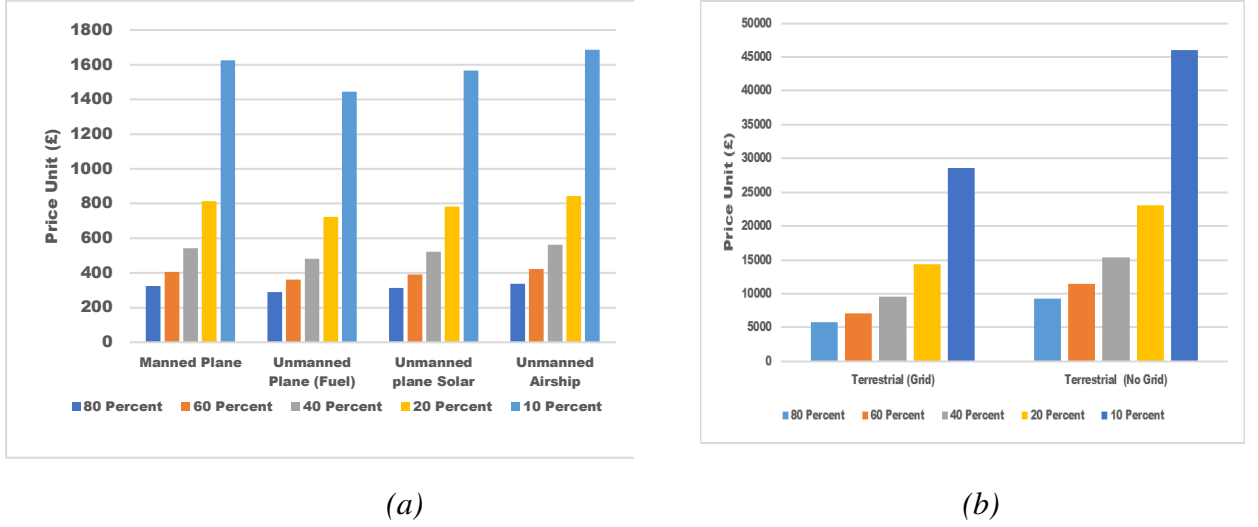 Price Unit (£)
1800
1600
1400
1200
1000
800
600
400
200
0
Manned Plane
Unmanned
Plane (Fuel)
Unmanned
plane Solar
Unmanned
Airship
80 Percent 60 Percent 40 Percent 20 Percent 10 Percent
(a)
Price Unit (£)
50000
45000
40000
35000
30000
25000
20000
15000
10000
5000
0
Terrestrial (Grid) Terrestrial (No Grid)
80 Percent 60 Percent 40 Percent 20 Percent 10 Percent
(b)